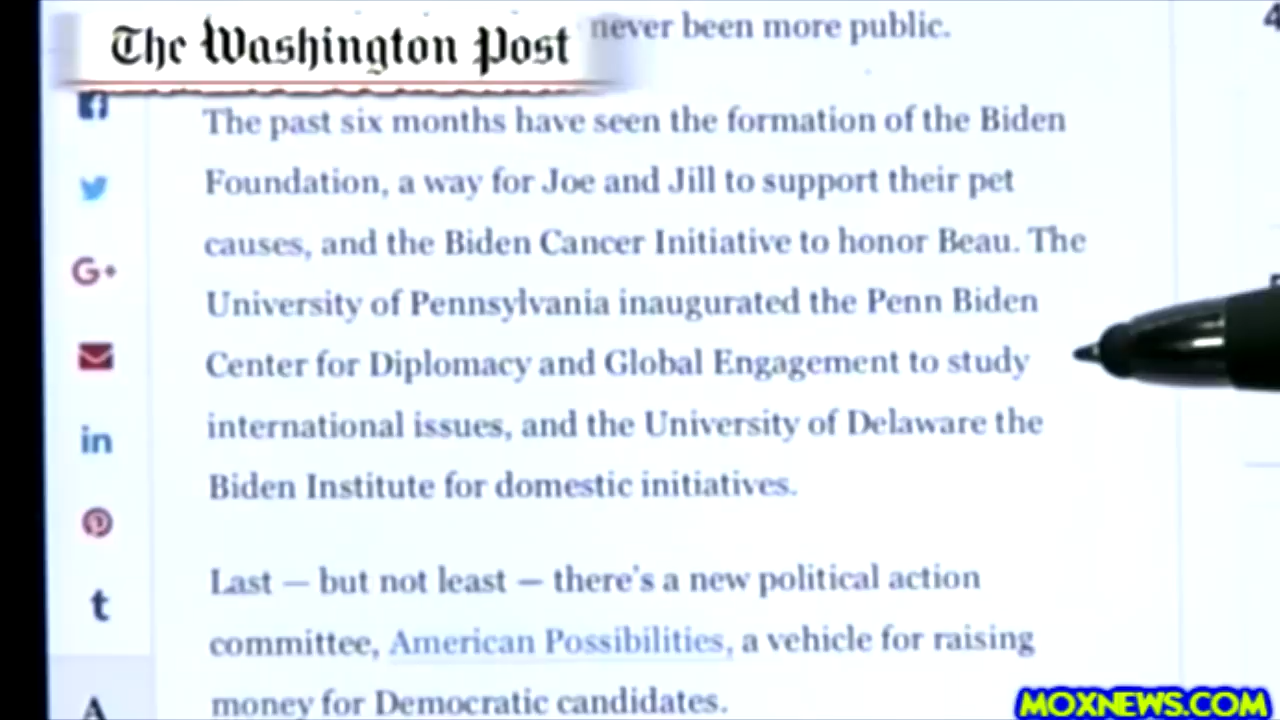 The Washington Post
never been more public.
The past six months have seen the formation of the Biden
Foundation, a way for Joe and Jill to support their pet
causes, and the Biden Cancer Initiative to honor Beau. The
University of Pennsylvania inaugurated the Penn Biden
Center for Diplomacy and Global Engagement to study
international issues, and the University of Delaware the
Biden Institute for domestic initiatives.
Last — but not least — there's a new political action
committee, American Possibilities, a vehicle for raising
money for Democratic candidates.
G+
in
t
A
MOXNEWS.COM